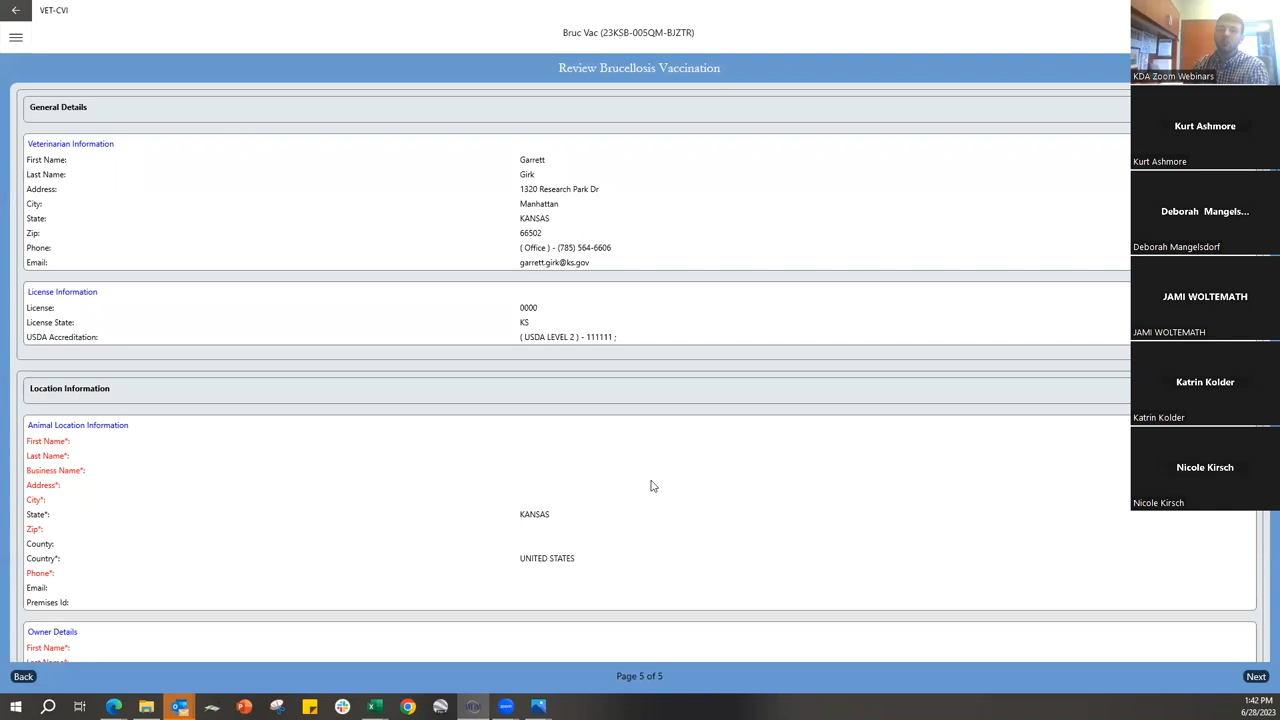 VET-CVI
Bruc Vac (23KSB-005QM-BJZTR)
Review Brucellosis Vaccination
General Details
Veterinarian Information
First Name: Garrett
Last Name: Girk
Address: 1320 Research Park Dr
City: Manhattan
State: KANSAS
Zip: 66502
Phone: ( Office ) - (785) 564-6606
Email: garrett.girk@ks.gov
License Information
License: 0000
License State: KS
USDA Accreditation: ( USDA LEVEL 2 ) - 111111 ;
Location Information
Animal Location Information
First Name*:
Last Name*:
Business Name*:
Address*:
City*:
State*: KANSAS
Zip*:
County:
Country*: UNITED STATES
Phone*:
Email:
Premises Id:
Owner Details
First Name*:
Last Name*:
Back
Page 5 of 5
Next
KDA Zoom Webinars
Kurt Ashmore
Kurt Ashmore
Deborah Mangels...
Deborah Mangelsdorf
JAMI WOLTEMATH
JAMI WOLTEMATH
Katrin Kolder
Katrin Kolder
Nicole Kirsch
Nicole Kirsch
1:42 PM
6/28/2023